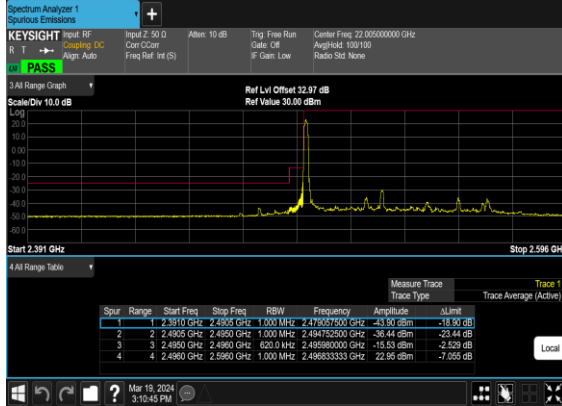 Spectrum Analyzer 1
Spurious Emissions
+
KEYSIGHT Input: RF Input Z: 50 Ω Atten: 10 dB Trig: Free Run Center Freq: 22.005000000 GHz
R T Coupling: DC Corr CCorr Gate: Off Avg|Hold: 100/100
Align: Auto Freq Ref: Int (S) IF Gain: Low Radio Std: None
PASS
3 All Range Graph
Ref Lvl Offset 32.97 dB
Scale/Div 10.0 dB Ref Value 30.00 dBm
Log
20.0
10.0
0.00
-10.0
-20.0
-30.0
-40.0
-50.0
-60.0
Start 2.391 GHz Stop 2.596 GH
4 All Range Table
Measure Trace Trace 1
Trace Type Trace Average (Active)
Spur Range Start Freq Stop Freq RBW Frequency Amplitude ΔLimit
1 1 2.3910 GHz 2.4905 GHz 1.000 MHz 2.479057500 GHz -43.90 dBm -18.90 dB
2 2 2.4905 GHz 2.4950 GHz 1.000 MHz 2.494752500 GHz -36.44 dBm -23.44 dB
3 3 2.4950 GHz 2.4960 GHz 620.0 kHz 2.495980000 GHz -15.53 dBm -2.529 dB
4 4 2.4960 GHz 2.5960 GHz 1.000 MHz 2.496833333 GHz 22.95 dBm -7.055 dB
Local
? Mar 19, 2024
3:10:45 PM